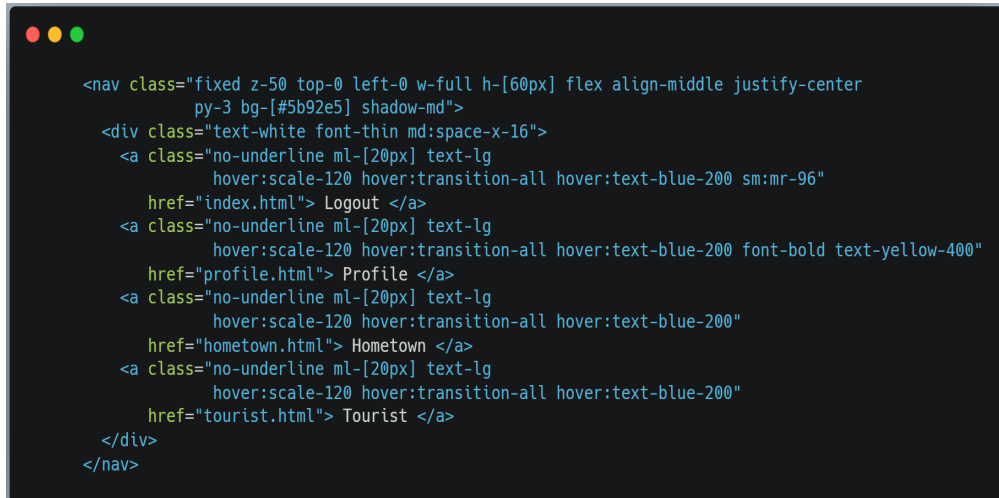 <nav class="fixed z-50 top-0 left-0 w-full h-[60px] flex align-middle justify-center
py-3 bg-[#5b92e5] shadow-md">
<div class="text-white font-thin md:space-x-16">
<a class="no-underline ml-[20px] text-lg
hover:scale-120 hover:transition-all hover:text-blue-200 sm:mr-96"
href="index.html"> Logout </a>
<a class="no-underline ml-[20px] text-lg
hover:scale-120 hover:transition-all hover:text-blue-200 font-bold text-yellow-400"
href="profile.html"> Profile </a>
<a class="no-underline ml-[20px] text-lg
hover:scale-120 hover:transition-all hover:text-blue-200"
href="hometown.html"> Hometown </a>
<a class="no-underline ml-[20px] text-lg
hover:scale-120 hover:transition-all hover:text-blue-200"
href="tourist.html"> Tourist </a>
</div>
</nav>